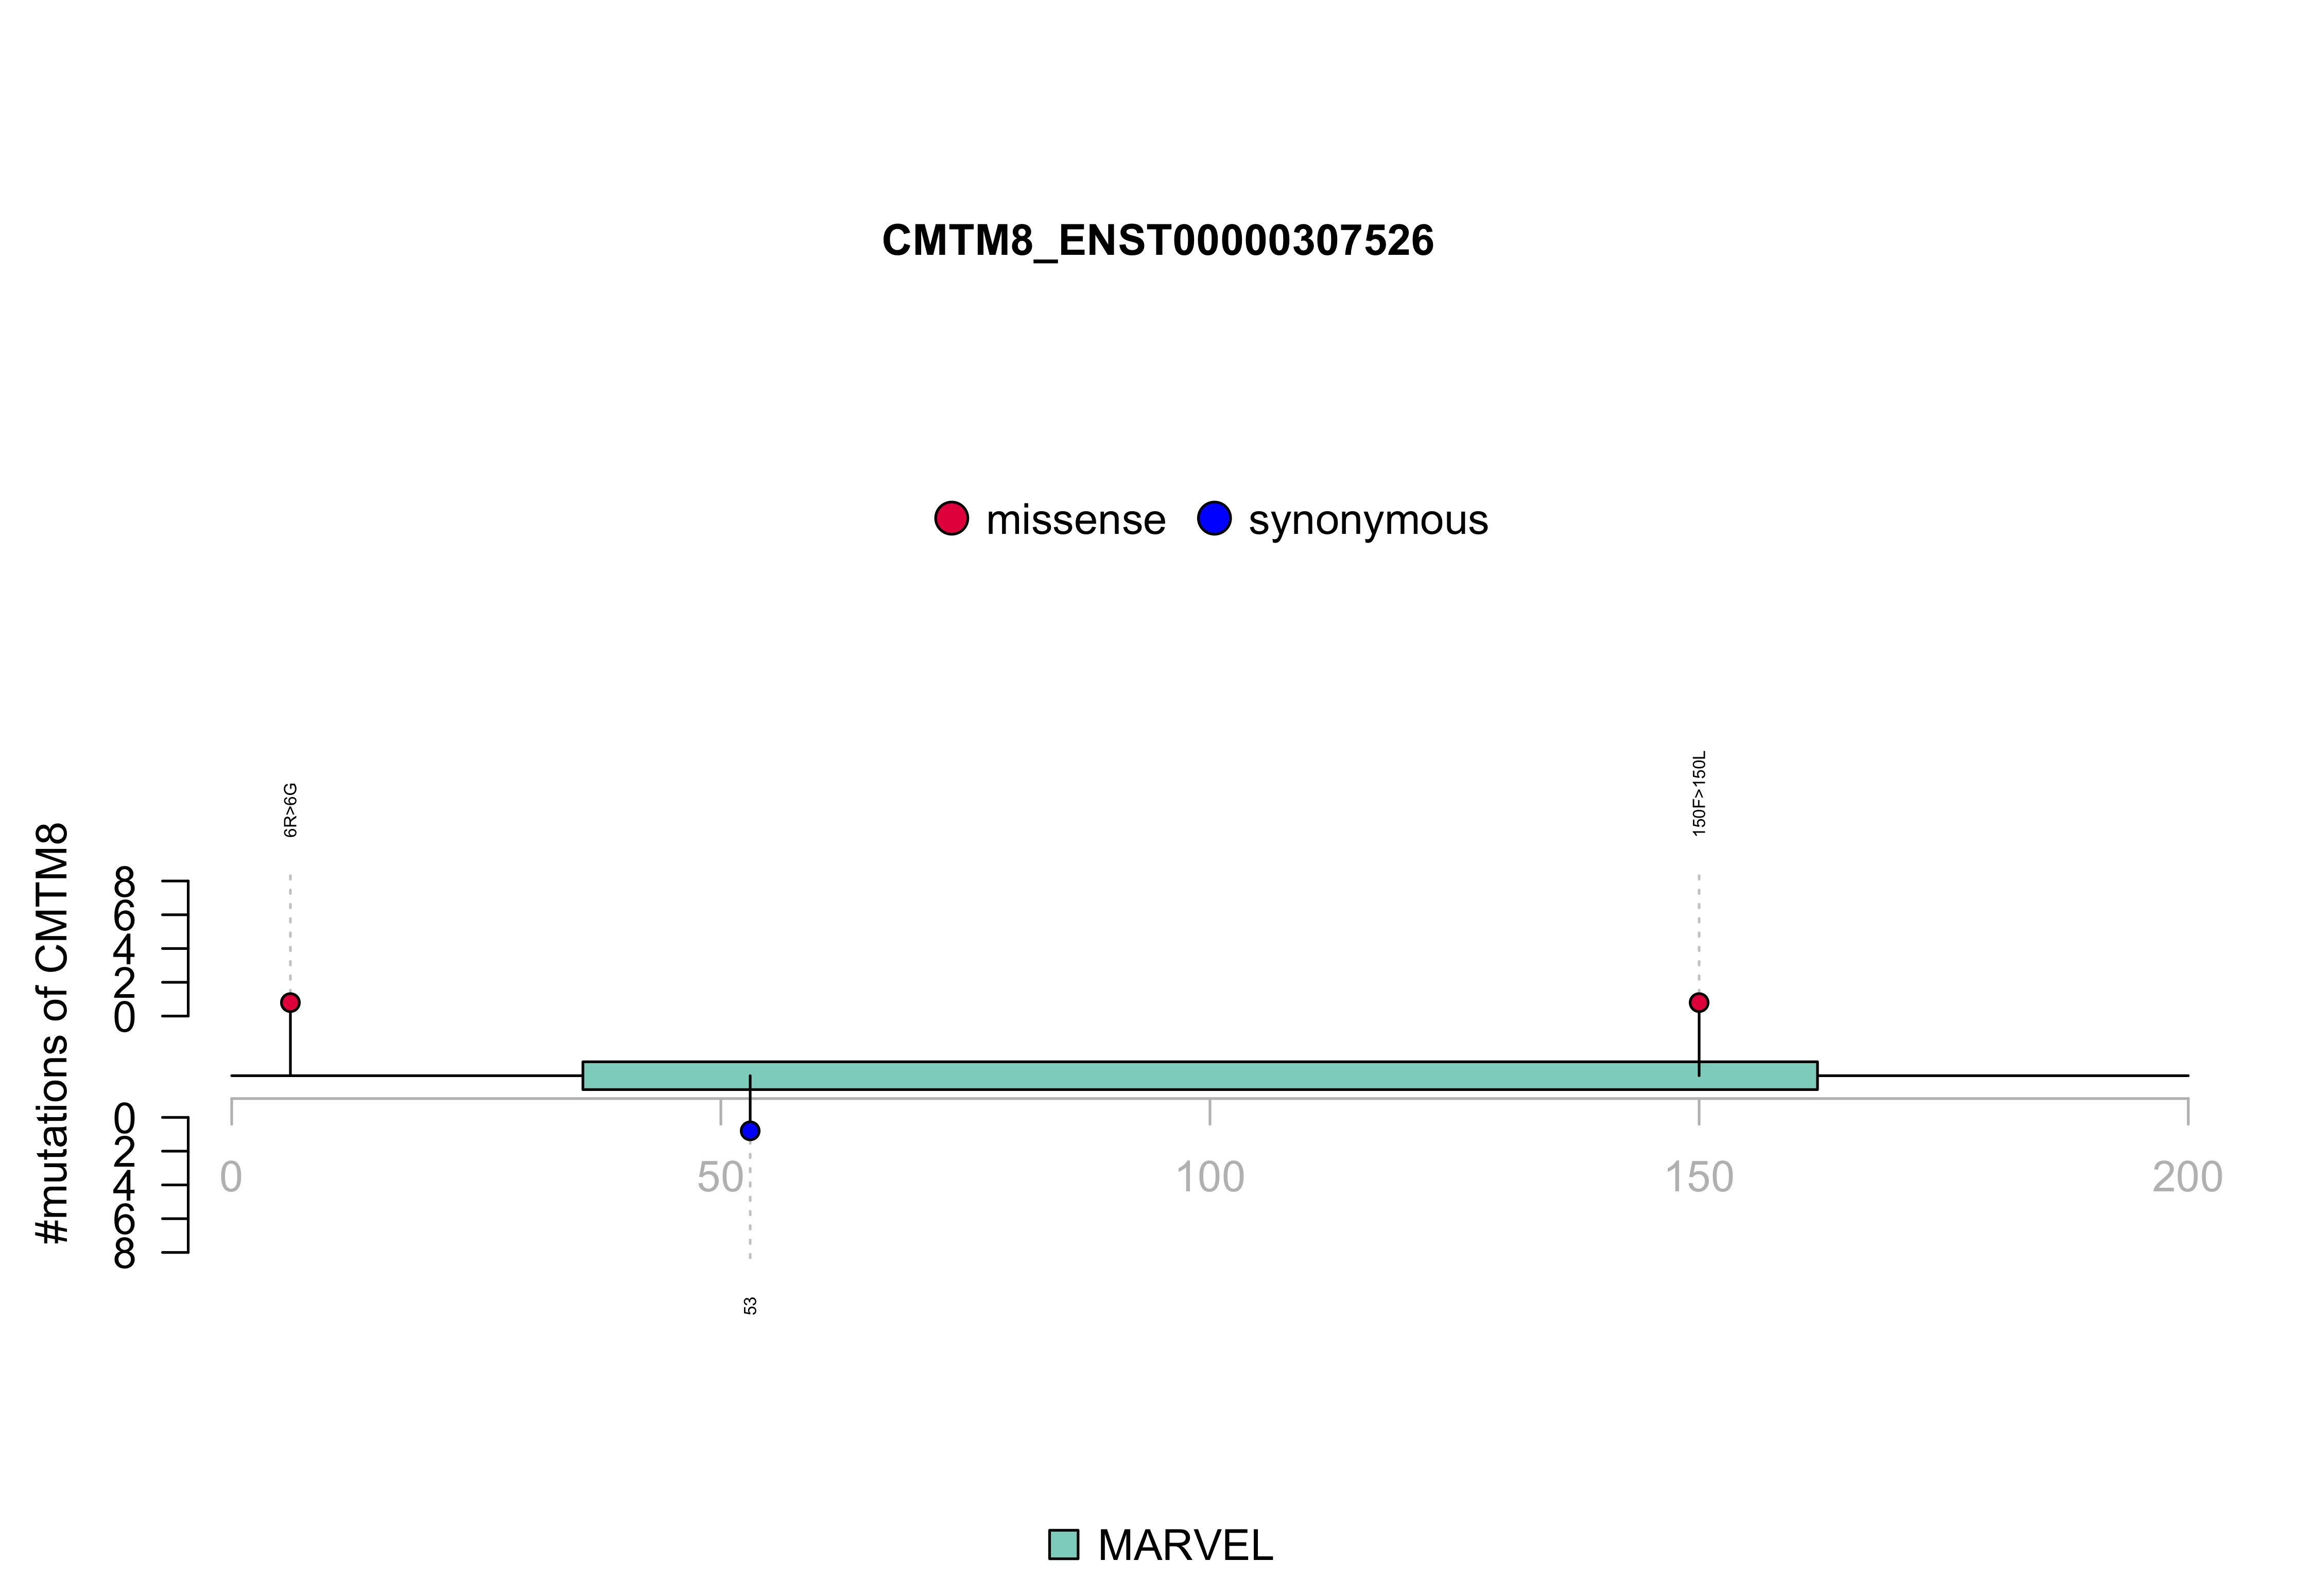 CMTM8_ENST00000307526
missense
synonymous
6R>6G
150F>150L
#mutations of CMTM8
8
6
4
2
0
0
2
4
6
8
0
50
100
150
200
53
MARVEL